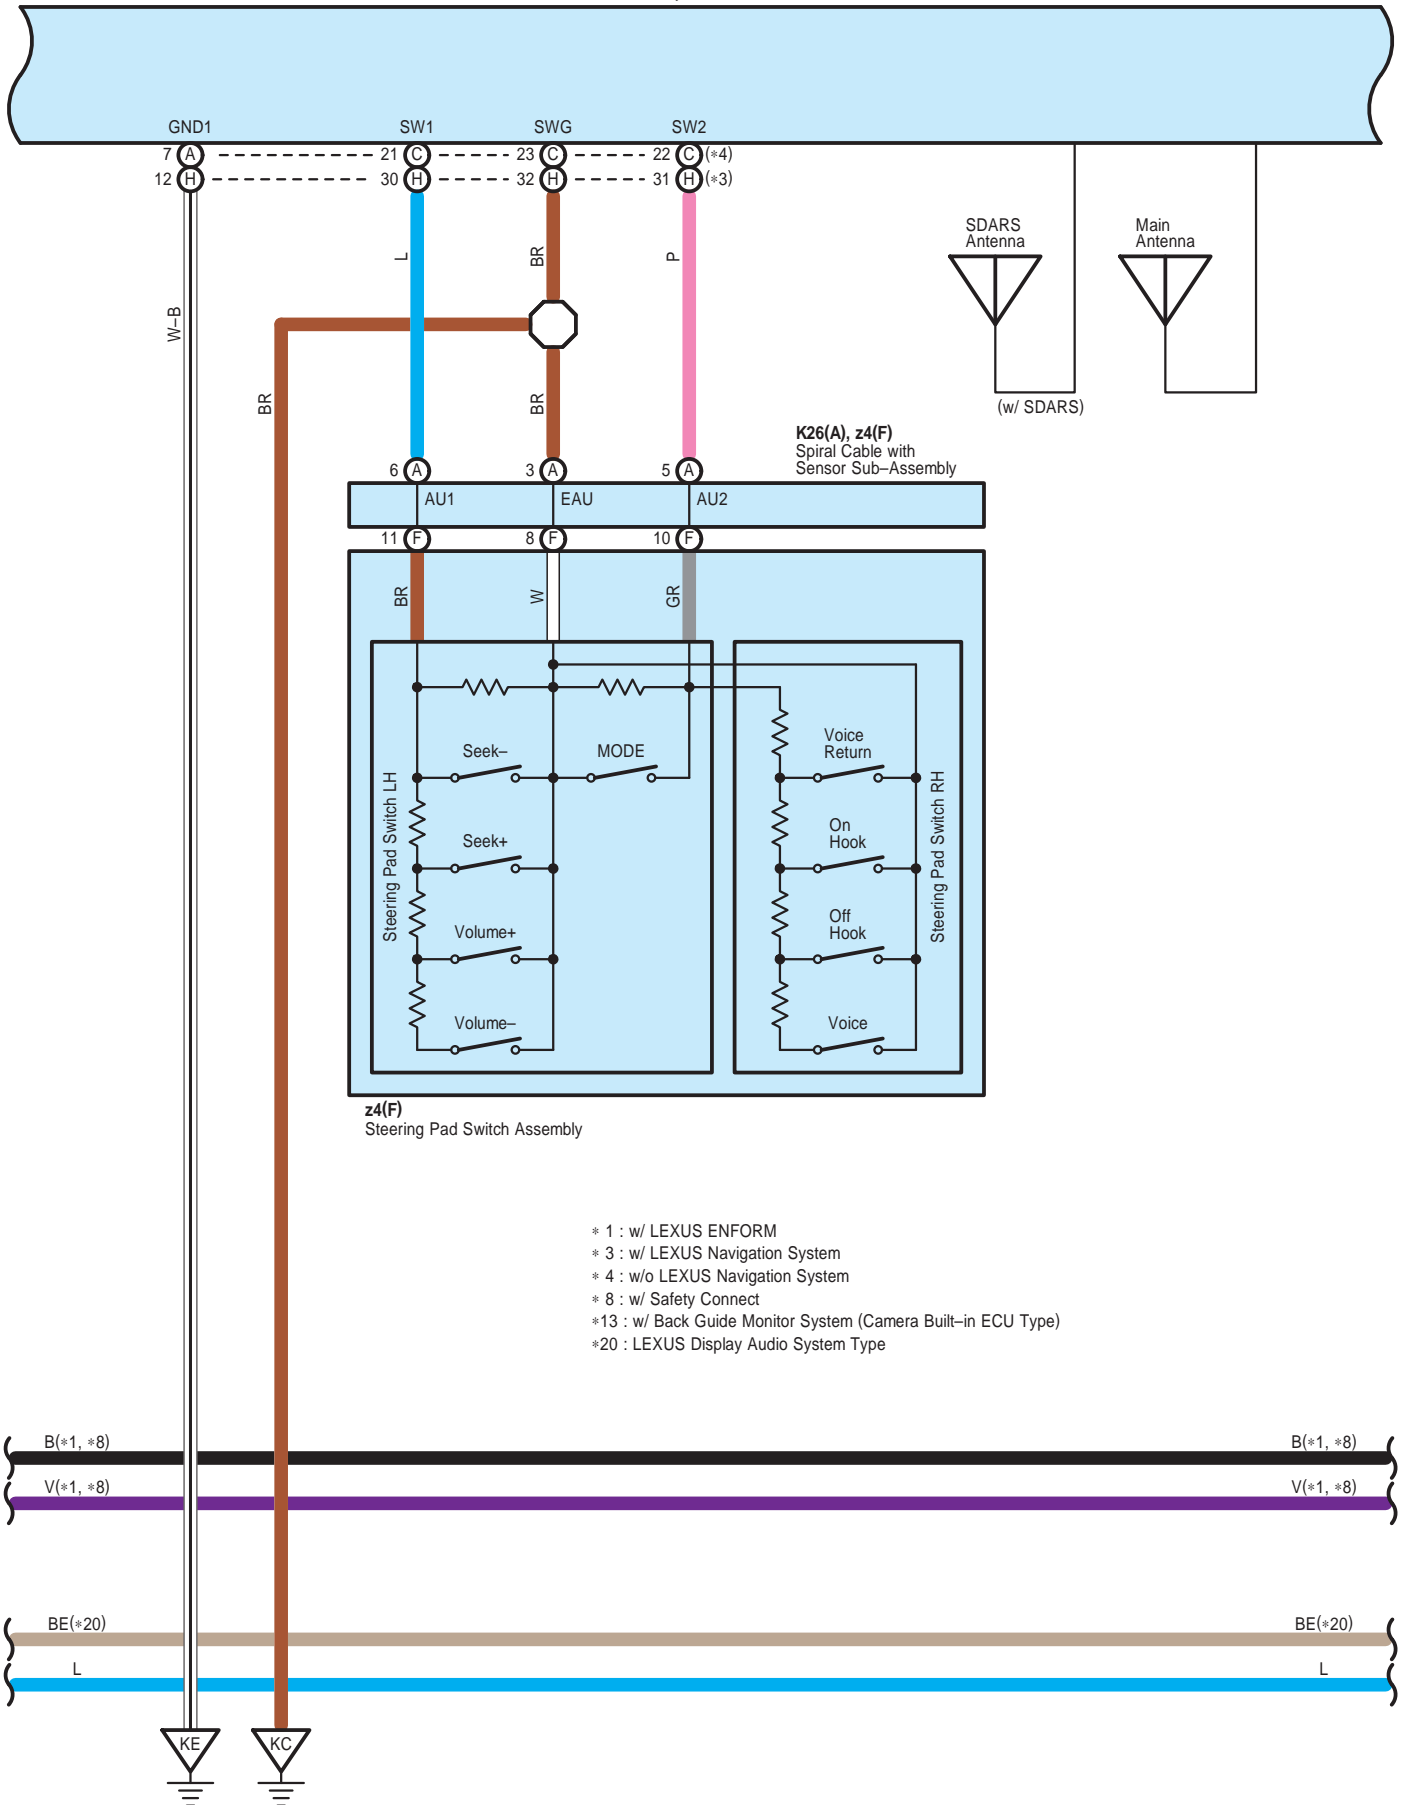 GND1 SW1 SWG SW2
7 A 21 C 23 C 22 C (*4)
12 H 30 H 32 H 31 H (*3)
SDARS
Antenna
Main
Antenna
L
BR
P
W–B
BR
BR
(w/ SDARS)
K26(A), z4(F)
Spiral Cable with
Sensor Sub–Assembly
6 A 3 A 5 A
AU1 EAU AU2
11 F 8 F 10 F
BR
W
GR
Steering Pad Switch LH
Seek–
MODE
Seek+
Volume+
Volume–
Voice
Return
On
Hook
Off
Hook
Voice
Steering Pad Switch RH
z4(F)
Steering Pad Switch Assembly
* 1 : w/ LEXUS ENFORM
* 3 : w/ LEXUS Navigation System
* 4 : w/o LEXUS Navigation System
* 8 : w/ Safety Connect
*13 : w/ Back Guide Monitor System (Camera Built–in ECU Type)
*20 : LEXUS Display Audio System Type
B(*1, *8) B(*1, *8)
V(*1, *8) V(*1, *8)
BE(*20) BE(*20)
L L
KE KC